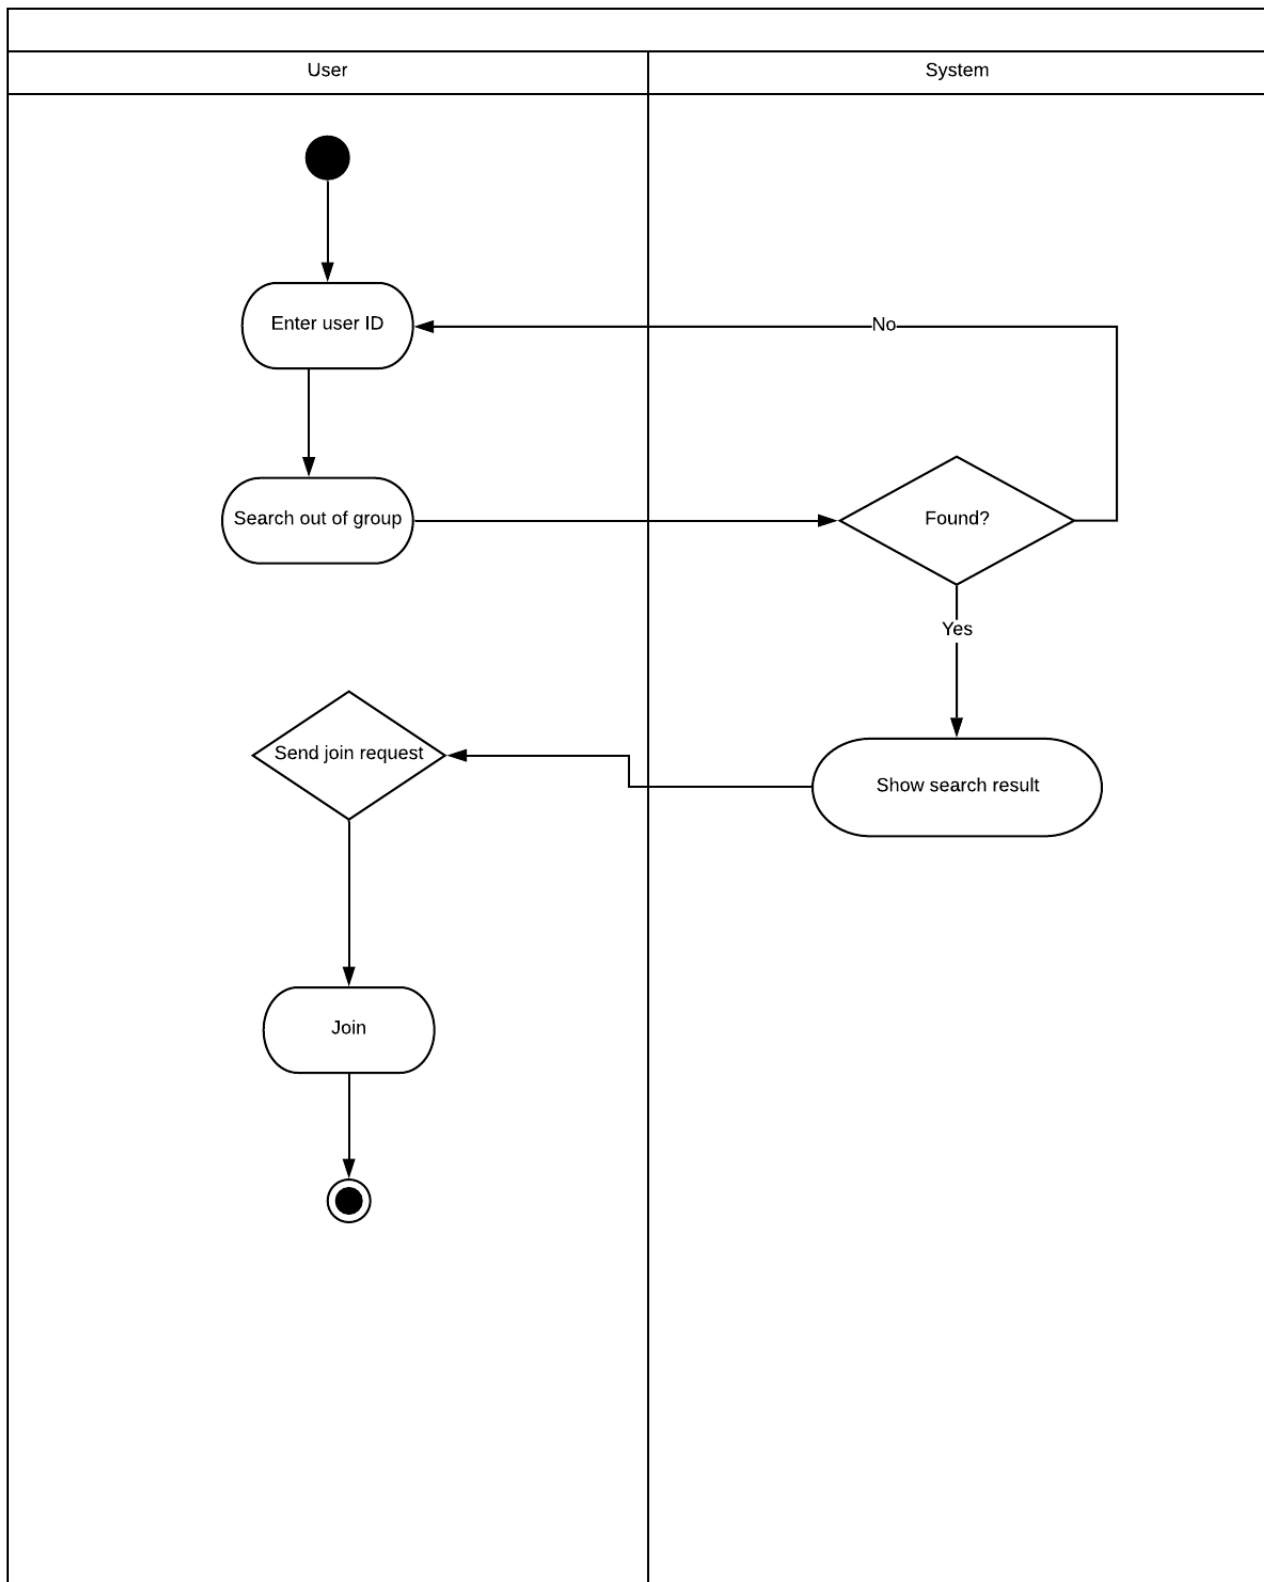 User
System
Enter user ID
No
Search out of group
Found?
Yes
Send join request
Show search result
Join